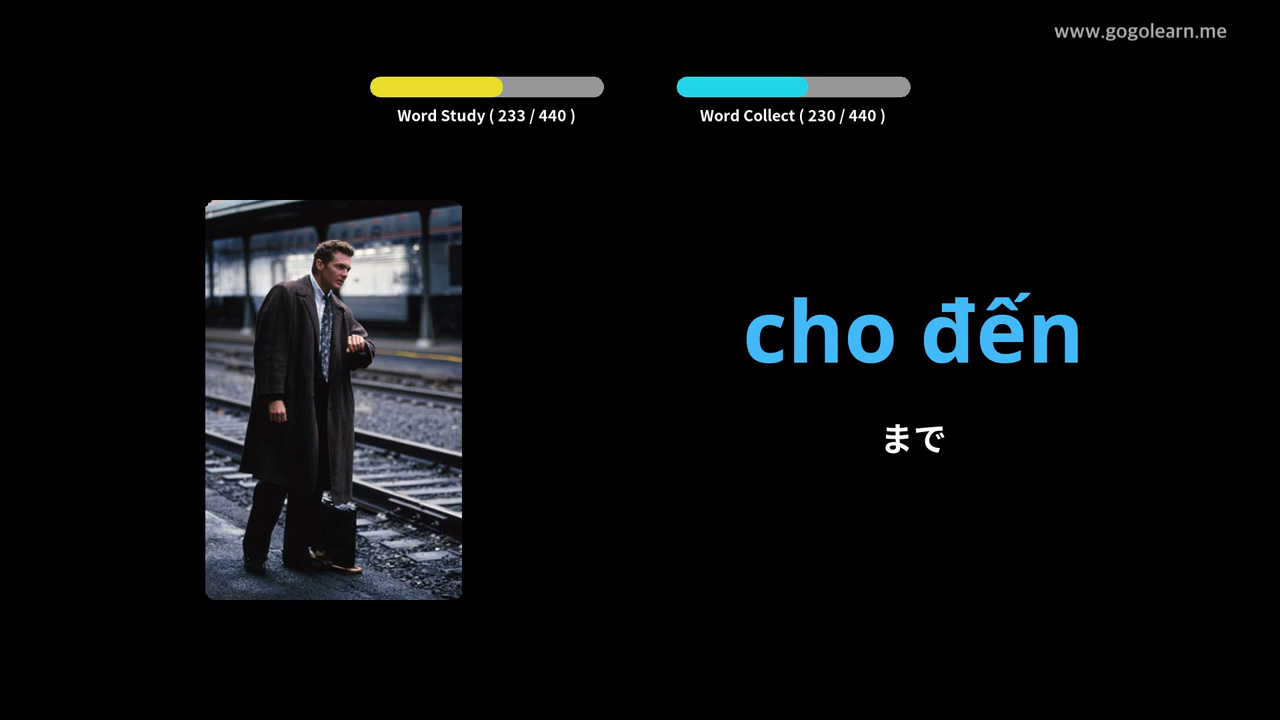 www.gogolearn.me
Word Study ( 233 / 440 )
Word Collect ( 230 / 440 )
cho đến
まで